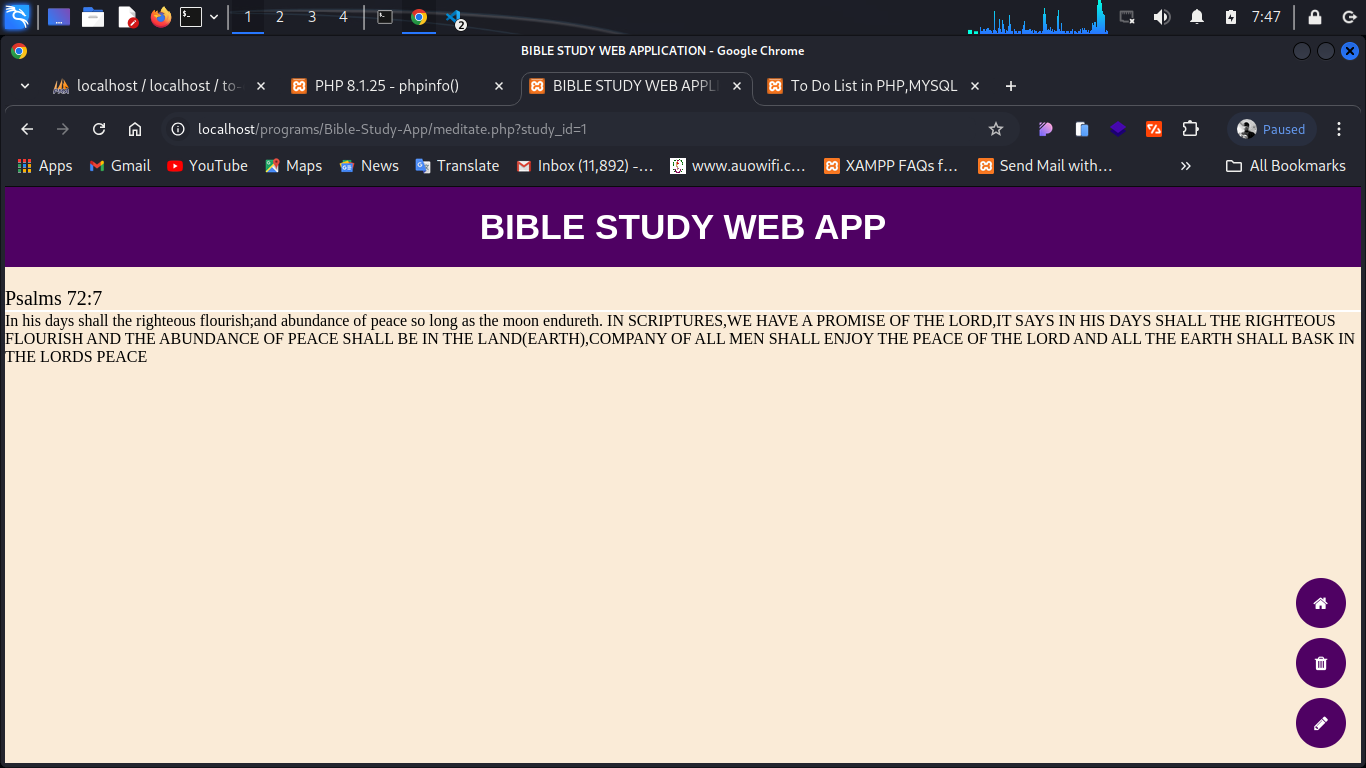 1 2 3 4 2 7:47
BIBLE STUDY WEB APPLICATION - Google Chrome
localhost / localhost / to- PHP 8.1.25 - phpinfo() BIBLE STUDY WEB APPL To Do List in PHP,MYSQL
localhost/programs/Bible-Study-App/meditate.php?study_id=1 Paused
Apps Gmail YouTube Maps News Translate Inbox (11,892) -... www.auowifi.c... XAMPP FAQs f... Send Mail with... » All Bookmarks
BIBLE STUDY WEB APP
Psalms 72:7
In his days shall the righteous flourish;and abundance of peace so long as the moon endureth. IN SCRIPTURES,WE HAVE A PROMISE OF THE LORD,IT SAYS IN HIS DAYS SHALL THE RIGHTEOUS
FLOURISH AND THE ABUNDANCE OF PEACE SHALL BE IN THE LAND(EARTH),COMPANY OF ALL MEN SHALL ENJOY THE PEACE OF THE LORD AND ALL THE EARTH SHALL BASK IN
THE LORDS PEACE